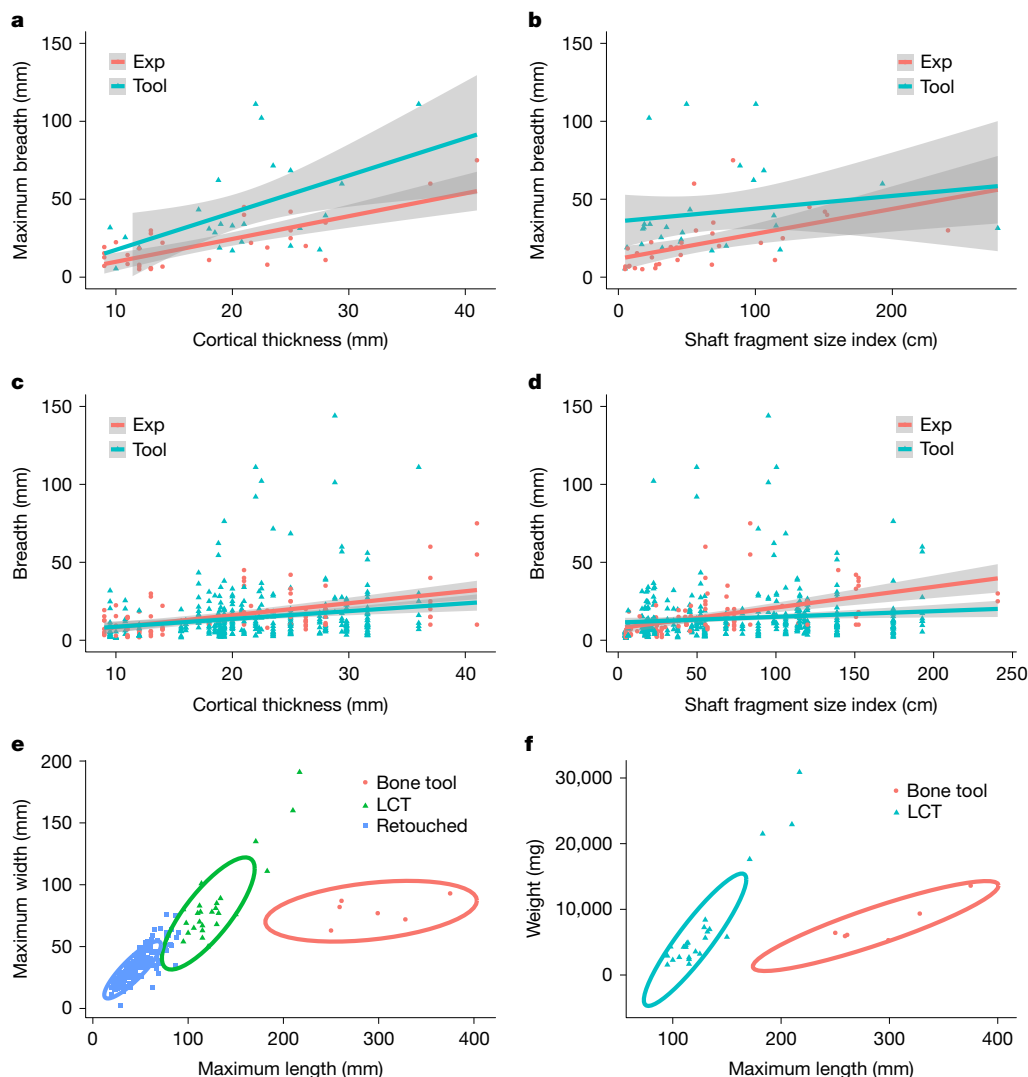 a
150
100
50
0
Maximum breadth (mm)
Exp
Tool
10
20
30
40
Cortical thickness (mm)
b
150
100
50
0
Maximum breadth (mm)
Exp
Tool
0
100
200
Shaft fragment size index (cm)
c
150
100
50
0
Breadth (mm)
Exp
Tool
10
20
30
40
Cortical thickness (mm)
d
150
100
50
0
Breadth (mm)
Exp
Tool
0
50
100
150
200
250
Shaft fragment size index (cm)
e
200
150
100
50
0
Maximum width (mm)
Bone tool
LCT
Retouched
0
100
200
300
400
Maximum length (mm)
f
30,000
20,000
10,000
0
Weight (mg)
Bone tool
LCT
100
200
300
400
Maximum length (mm)